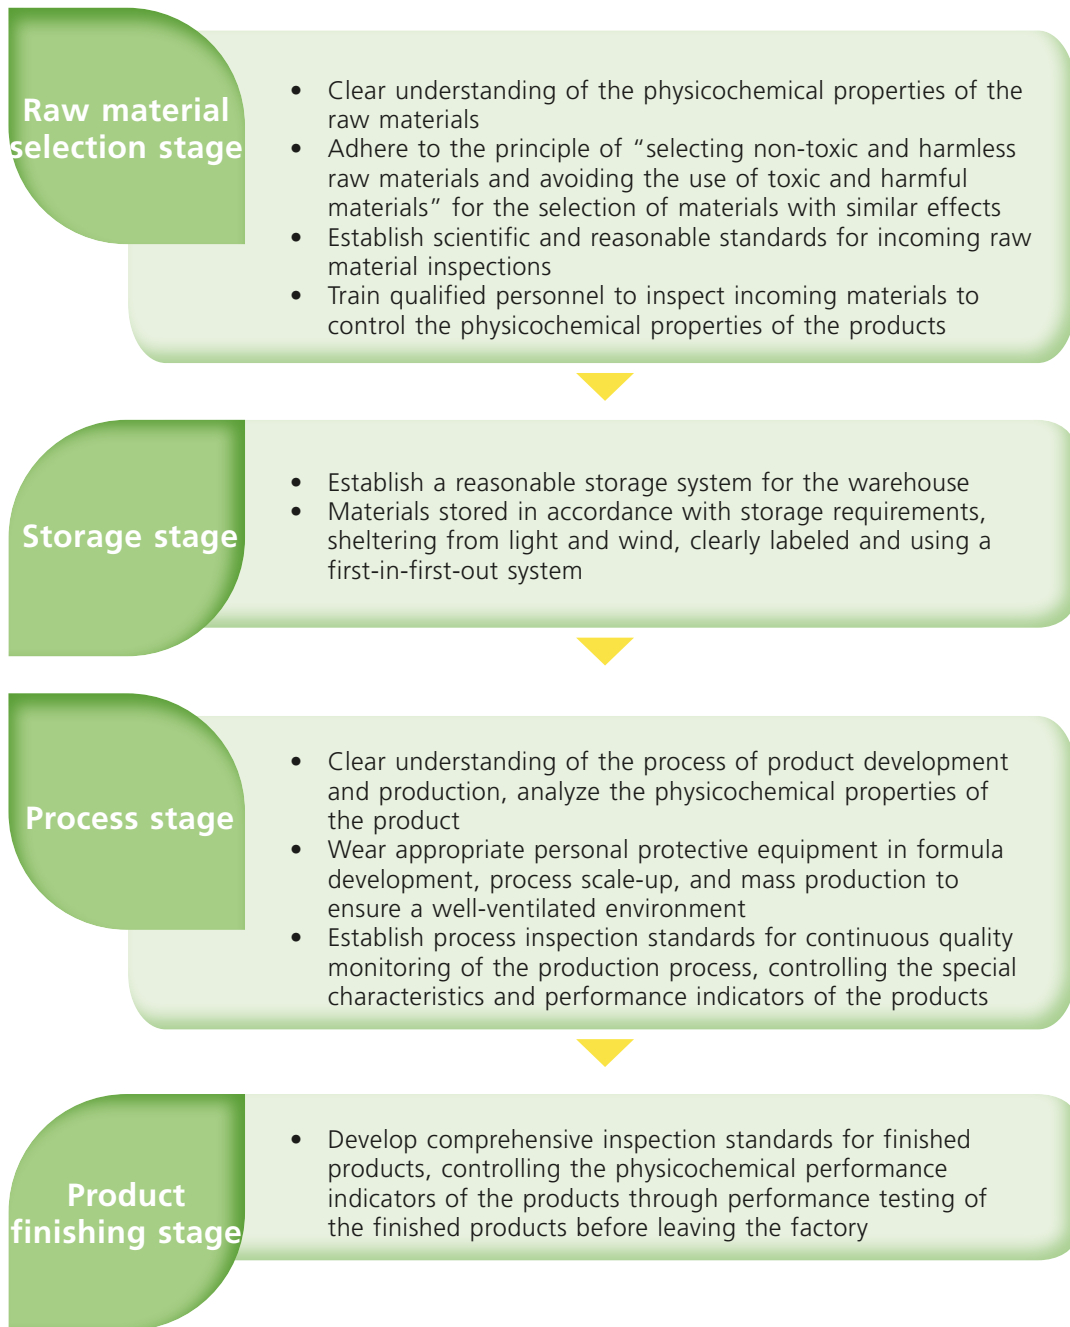 Raw material
selection stage
• Clear understanding of the physicochemical properties of the
raw materials
• Adhere to the principle of “selecting non-toxic and harmless
raw materials and avoiding the use of toxic and harmful
materials” for the selection of materials with similar effects
• Establish scientific and reasonable standards for incoming raw
material inspections
• Train qualified personnel to inspect incoming materials to
control the physicochemical properties of the products
Storage stage
• Establish a reasonable storage system for the warehouse
• Materials stored in accordance with storage requirements,
sheltering from light and wind, clearly labeled and using a
first-in-first-out system
Process stage
• Clear understanding of the process of product development
and production, analyze the physicochemical properties of
the product
• Wear appropriate personal protective equipment in formula
development, process scale-up, and mass production to
ensure a well-ventilated environment
• Establish process inspection standards for continuous quality
monitoring of the production process, controlling the special
characteristics and performance indicators of the products
Product
finishing stage
• Develop comprehensive inspection standards for finished
products, controlling the physicochemical performance
indicators of the products through performance testing of
the finished products before leaving the factory